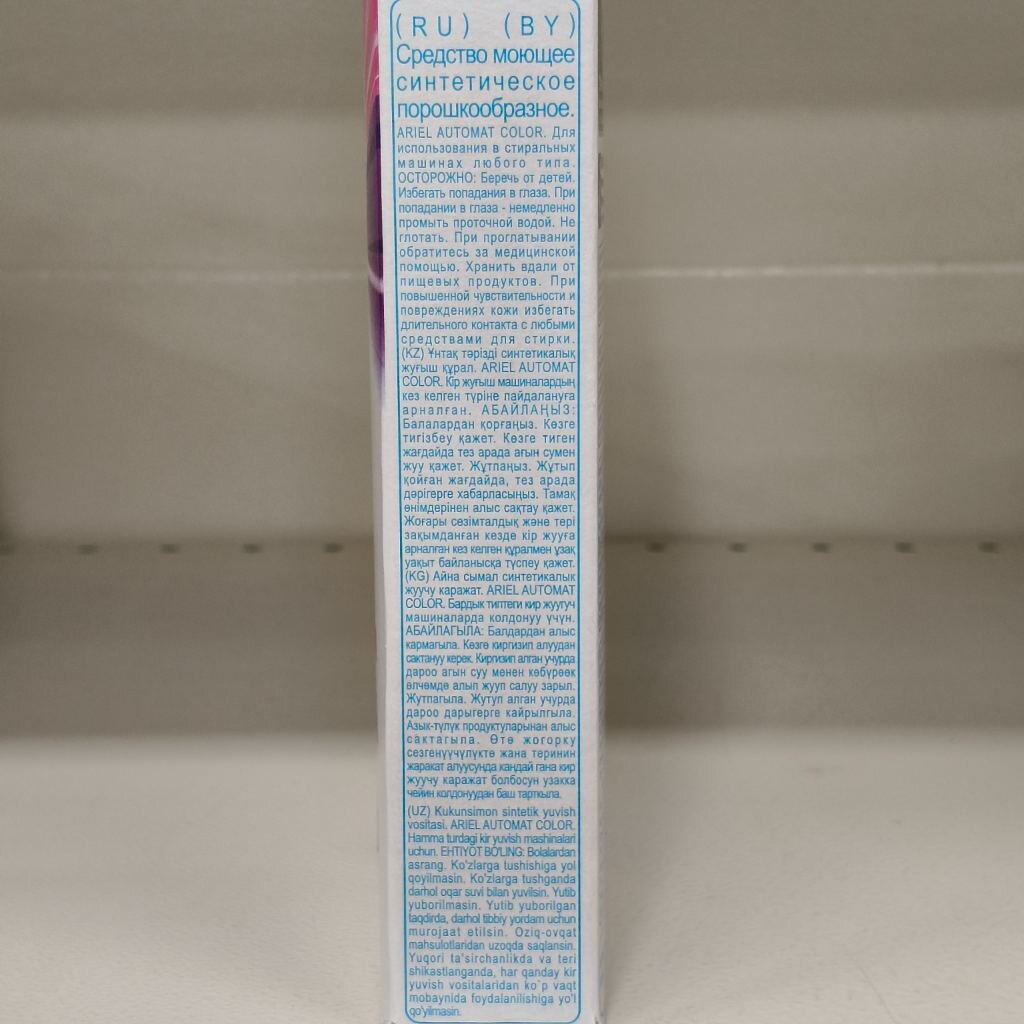 (RU) (BY)
Средство моющее
синтетическое
порошкообразное.
ARIEL AUTOMAT COLOR. Для
использования в стиральных
машинах любого типа.
ОСТОРОЖНО: Беречь от детей.
Избегать попадания в глаза. При
попадании в глаза - немедленно
промыть проточной водой. Не
глотать. При проглатывании
обратитесь за медицинской
помощью. Хранить вдали от
пищевых продуктов. При
повышенной чувствительности и
повреждениях кожи избегать
длительного контакта с любыми
средствами для стирки.
(KZ) Ұнтақ тәрізді синтетикалық
жуғыш құрал. ARIEL AUTOMAT
COLOR. Кір жуғыш машиналардың
кез келген түріне пайдалануға
арналған. АБАЙЛАҢЫЗ:
Балалардан қорғаңыз. Көзге
тигізбеу қажет. Көзге тиген
жағдайда тез арада ағын сумен
жуу қажет. Жұтпаңыз. Жұтып
қойған жағдайда, тез арада
дәрігерге хабарласыңыз. Тамақ
өнімдерінен алыс сақтау қажет.
Жоғары сезімталдық және тері
зақымданған кезде кір жууға
арналған кез келген құралмен ұзақ
уақыт байланысқа түспеу қажет.
(KG) Айна сымал синтетикалык
жуучу каражат. ARIEL AUTOMAT
COLOR. Бардык типтеги кир жуугуч
машиналарда колдонуу үчүн.
АБАЙЛАГЫЛА: Балдардан алыс
кармагыла. Көзгө киргизип алуудан
сактануу керек. Киргизип алган учурда
дароо агын суу менен көбүрөөк
өлчөмдө алып жууп салуу зарыл.
Жутпагыла. Жутуп алган учурда
дароо дарыгерге кайрылгыла.
Азык-түлүк продуктуларынан алыс
сактагыла. Өтө жогорку
сезгенүүчүлүктө жана теринин
жаракат алуусунда кандай гана кир
жуучу каражат болбосун узакка
чейин колдонуудан баш тарткыла.
(UZ) Kukunsimon sintetik yuvish
vositasi. ARIEL AUTOMAT COLOR.
Hamma turdagi kir yuvish mashinalari
uchun. EHTIYOT BO'LING: Bolalardan
asrang. Ko'zlarga tushishiga yol
qoyilmasin. Ko'zlarga tushganda
darhol oqar suvi bilan yuvilsin. Yutib
yuborilmasin. Yutib yuborilgan
taqdirda, darhol tibbiy yordam uchun
murojaat etilsin. Oziq-ovqat
mahsulotlaridan uzoqda saqlansin.
Yuqori ta'sirchanlikda va teri
shikastlanganda, har qanday kir
yuvish vositalaridan ko`p vaqt
mobaynida foydalanilishiga yo'l
qo'yilmasin.